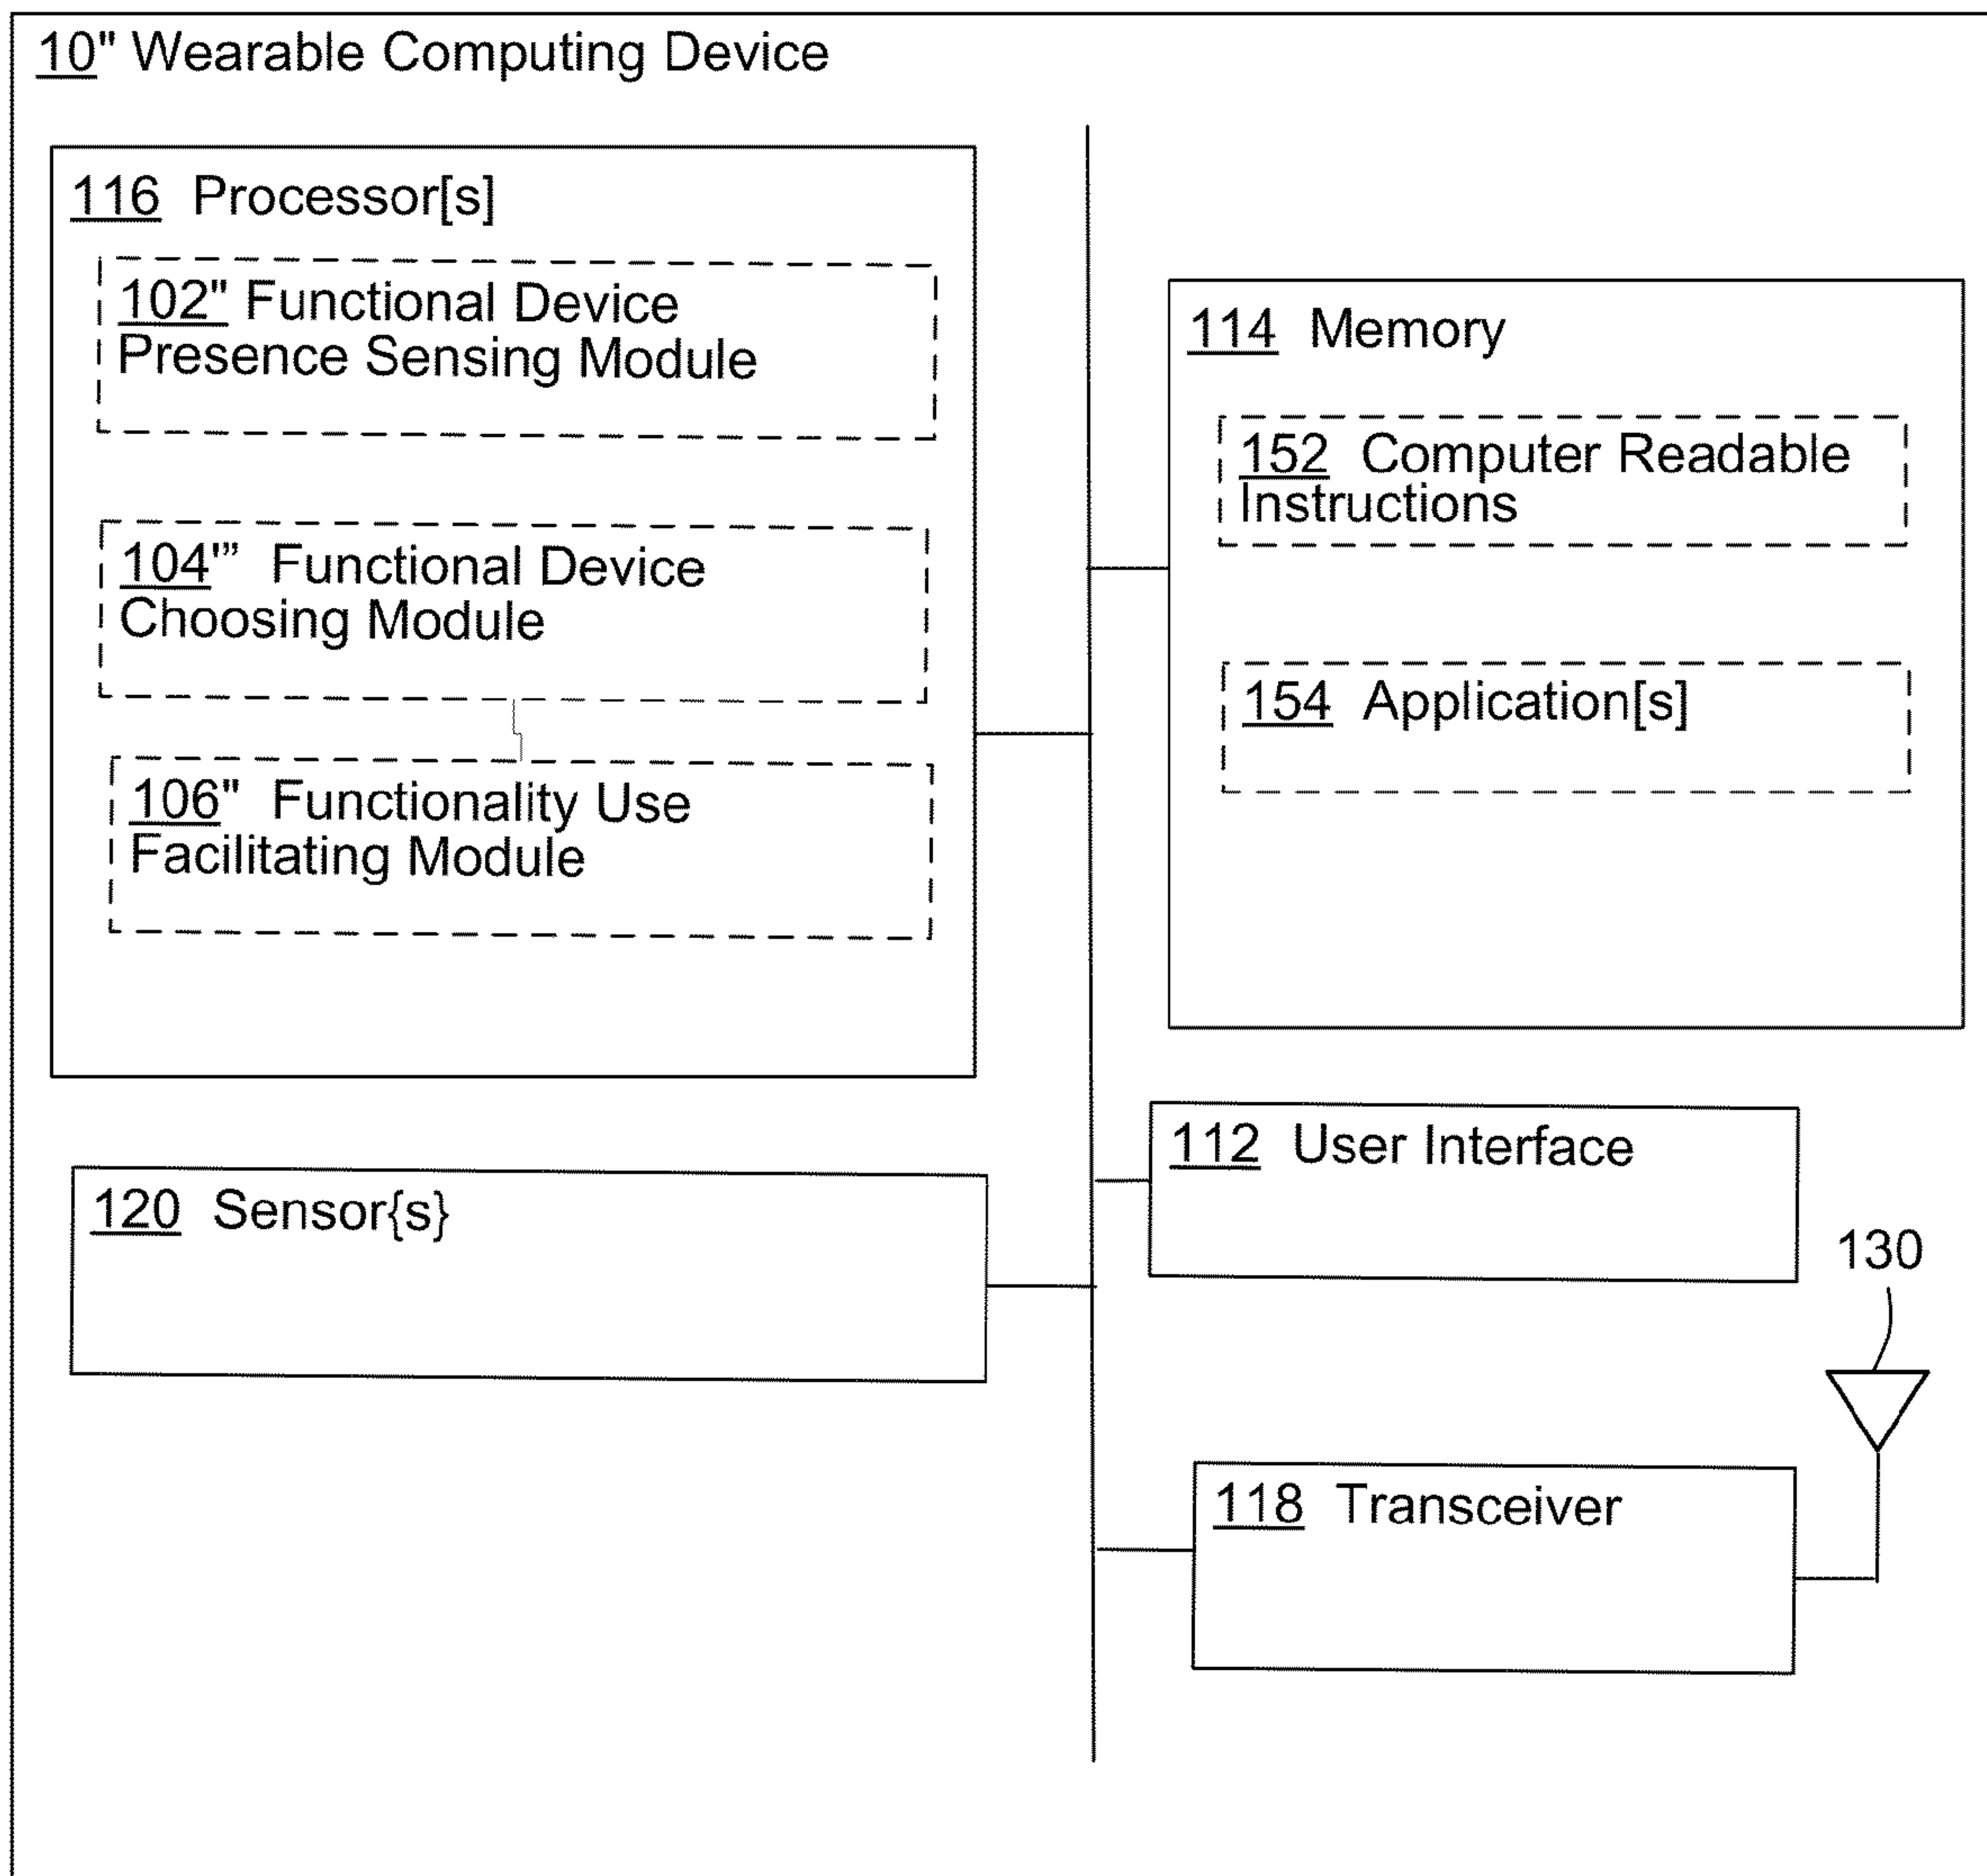 10" Wearable Computing Device
116 Processor[s]
102" Functional Device
Presence Sensing Module
104'" Functional Device
Choosing Module
106" Functionality Use
Facilitating Module
120 Sensor{s}
114 Memory
152 Computer Readable
Instructions
154 Application[s]
112 User Interface
130
118 Transceiver